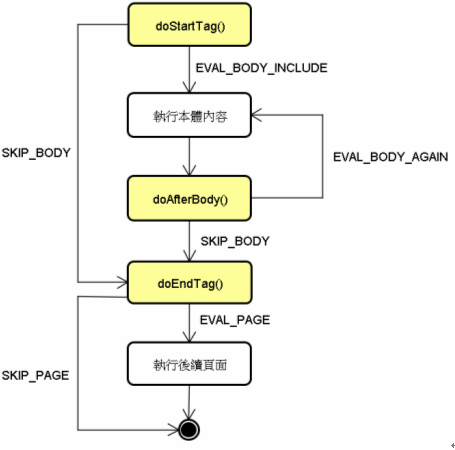 doStartTag()
EVAL_BODY_INCLUDE
執行本體內容
SKIP_BODY
EVAL_BODY_AGAIN
doAfterBody()
SKIP_BODY
doEndTag()
EVAL_PAGE
執行後續頁面
SKIP_PAGE